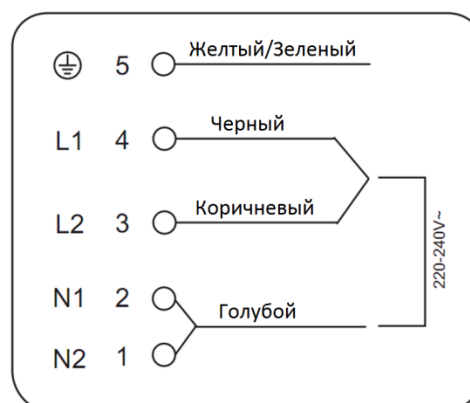 5 Желтый/Зеленый
L1 4 Черный
L2 3 Коричневый
220-240V~
N1 2
Голубой
N2 1